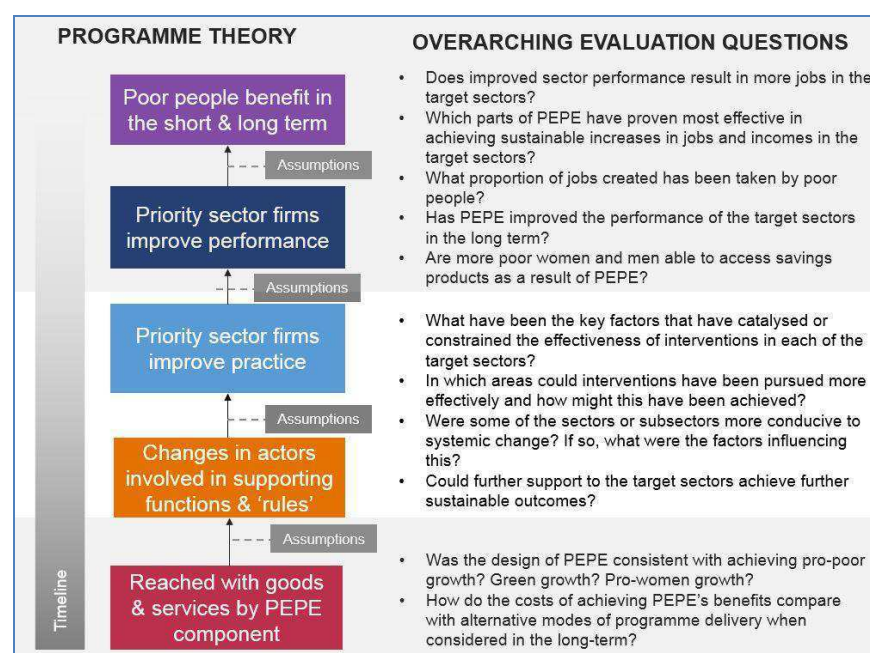 PROGRAMME THEORY
OVERARCHING EVALUATION QUESTIONS
Poor people benefit in
the short & long term
Assumptions
Priority sector firms
improve performance
Assumptions
Priority sector firms
improve practice
Assumptions
Changes in actors
involved in supporting
functions & ‘rules’
Assumptions
Reached with goods
& services by PEPE
component
Timeline
• Does improved sector performance result in more jobs in the
target sectors?
• Which parts of PEPE have proven most effective in
achieving sustainable increases in jobs and incomes in the
target sectors?
• What proportion of jobs created has been taken by poor
people?
• Has PEPE improved the performance of the target sectors
in the long term?
• Are more poor women and men able to access savings
products as a result of PEPE?
• What have been the key factors that have catalysed or
constrained the effectiveness of interventions in each of the
target sectors?
• In which areas could interventions have been pursued more
effectively and how might this have been achieved?
• Were some of the sectors or subsectors more conducive to
systemic change? If so, what were the factors influencing
this?
• Could further support to the target sectors achieve further
sustainable outcomes?
• Was the design of PEPE consistent with achieving pro-poor
growth? Green growth? Pro-women growth?
• How do the costs of achieving PEPE’s benefits compare
with alternative modes of programme delivery when
considered in the long-term?